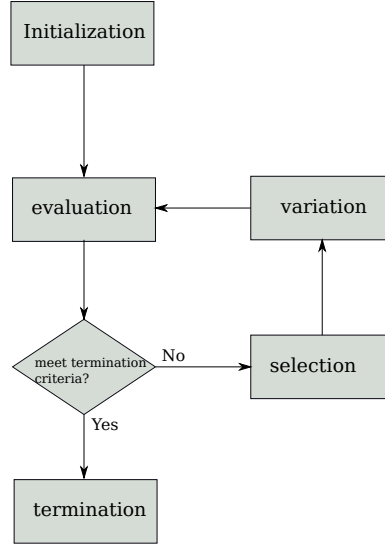 Initialization
evaluation
variation
meet termination
criteria?
No
selection
Yes
termination